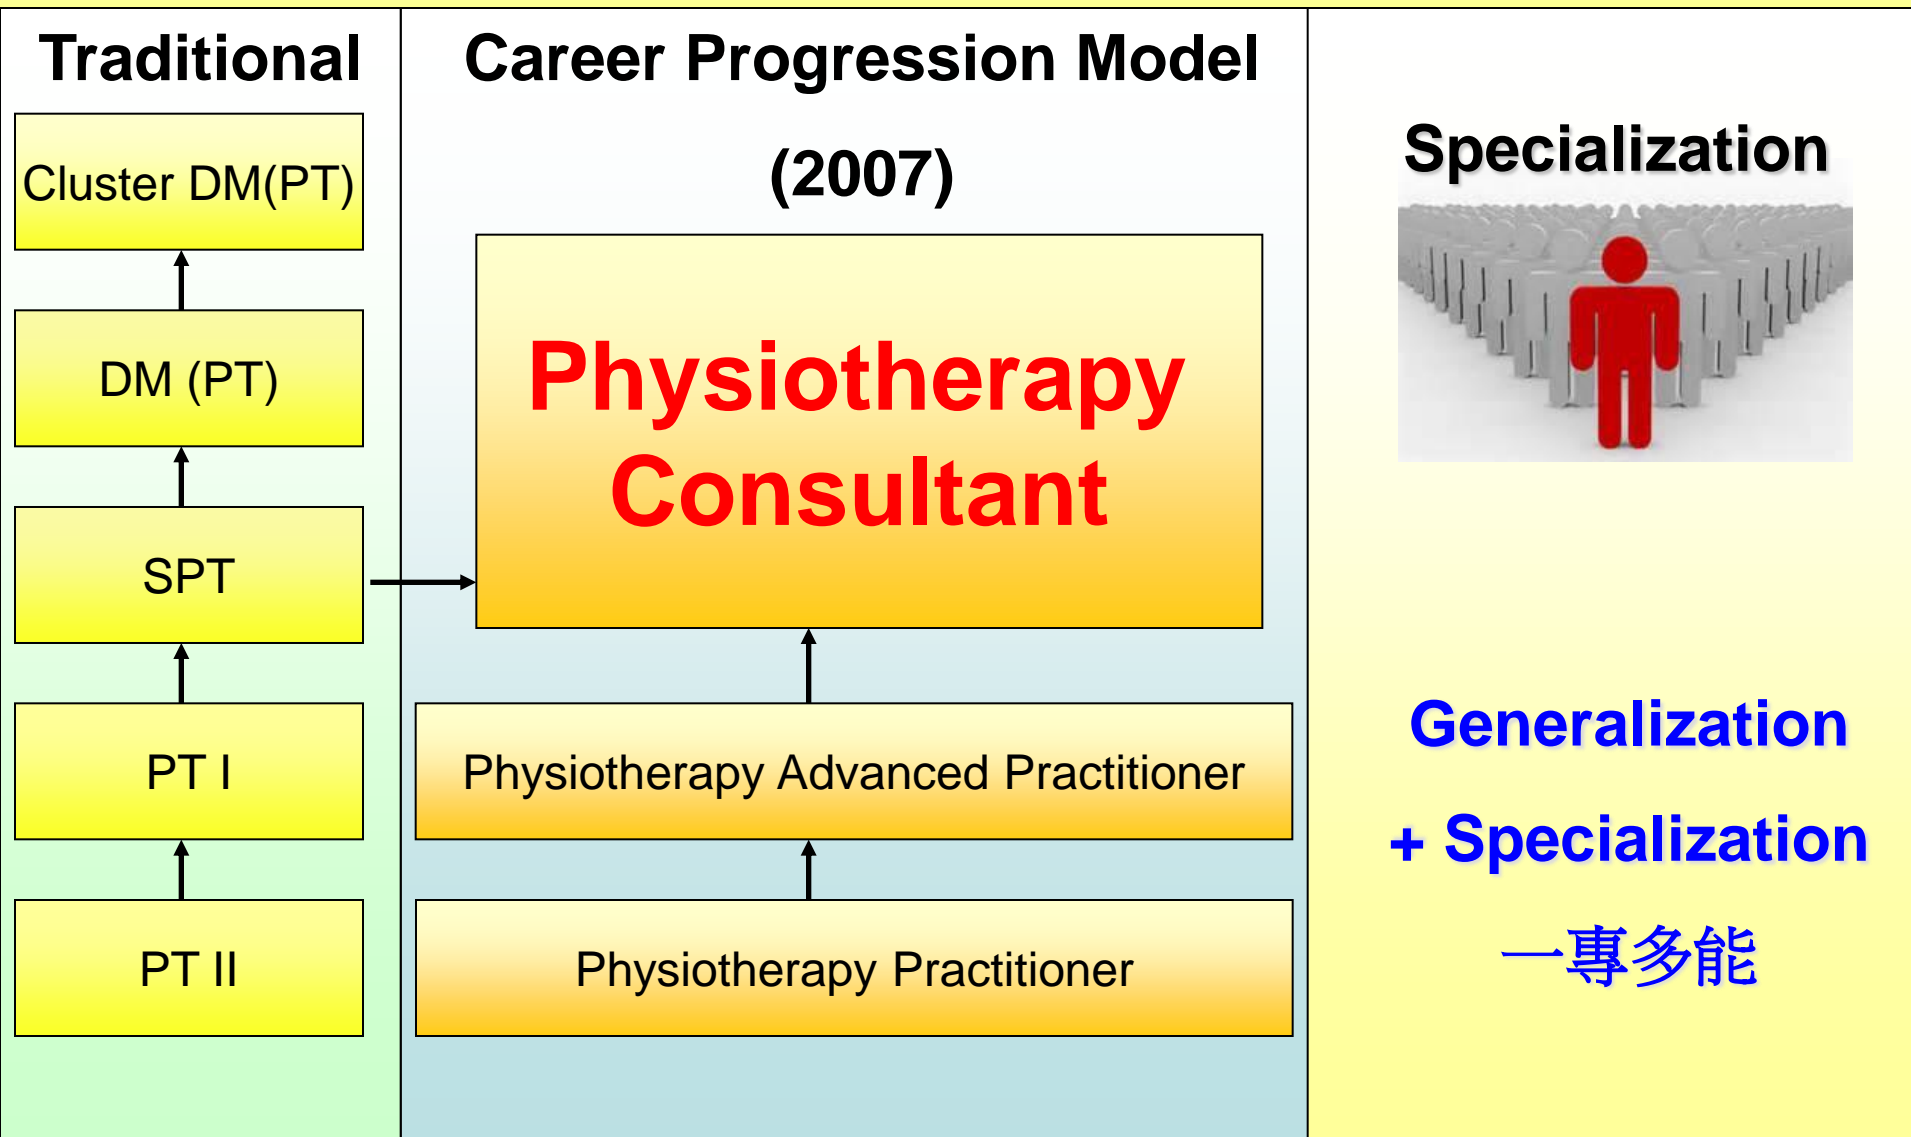 Traditional
Cluster DM(PT)
DM (PT)
SPT
PT I
PT II
Career Progression Model
(2007)
Physiotherapy
Consultant
Physiotherapy Advanced Practitioner
Physiotherapy Practitioner
Specialization
Generalization
+ Specialization
一專多能